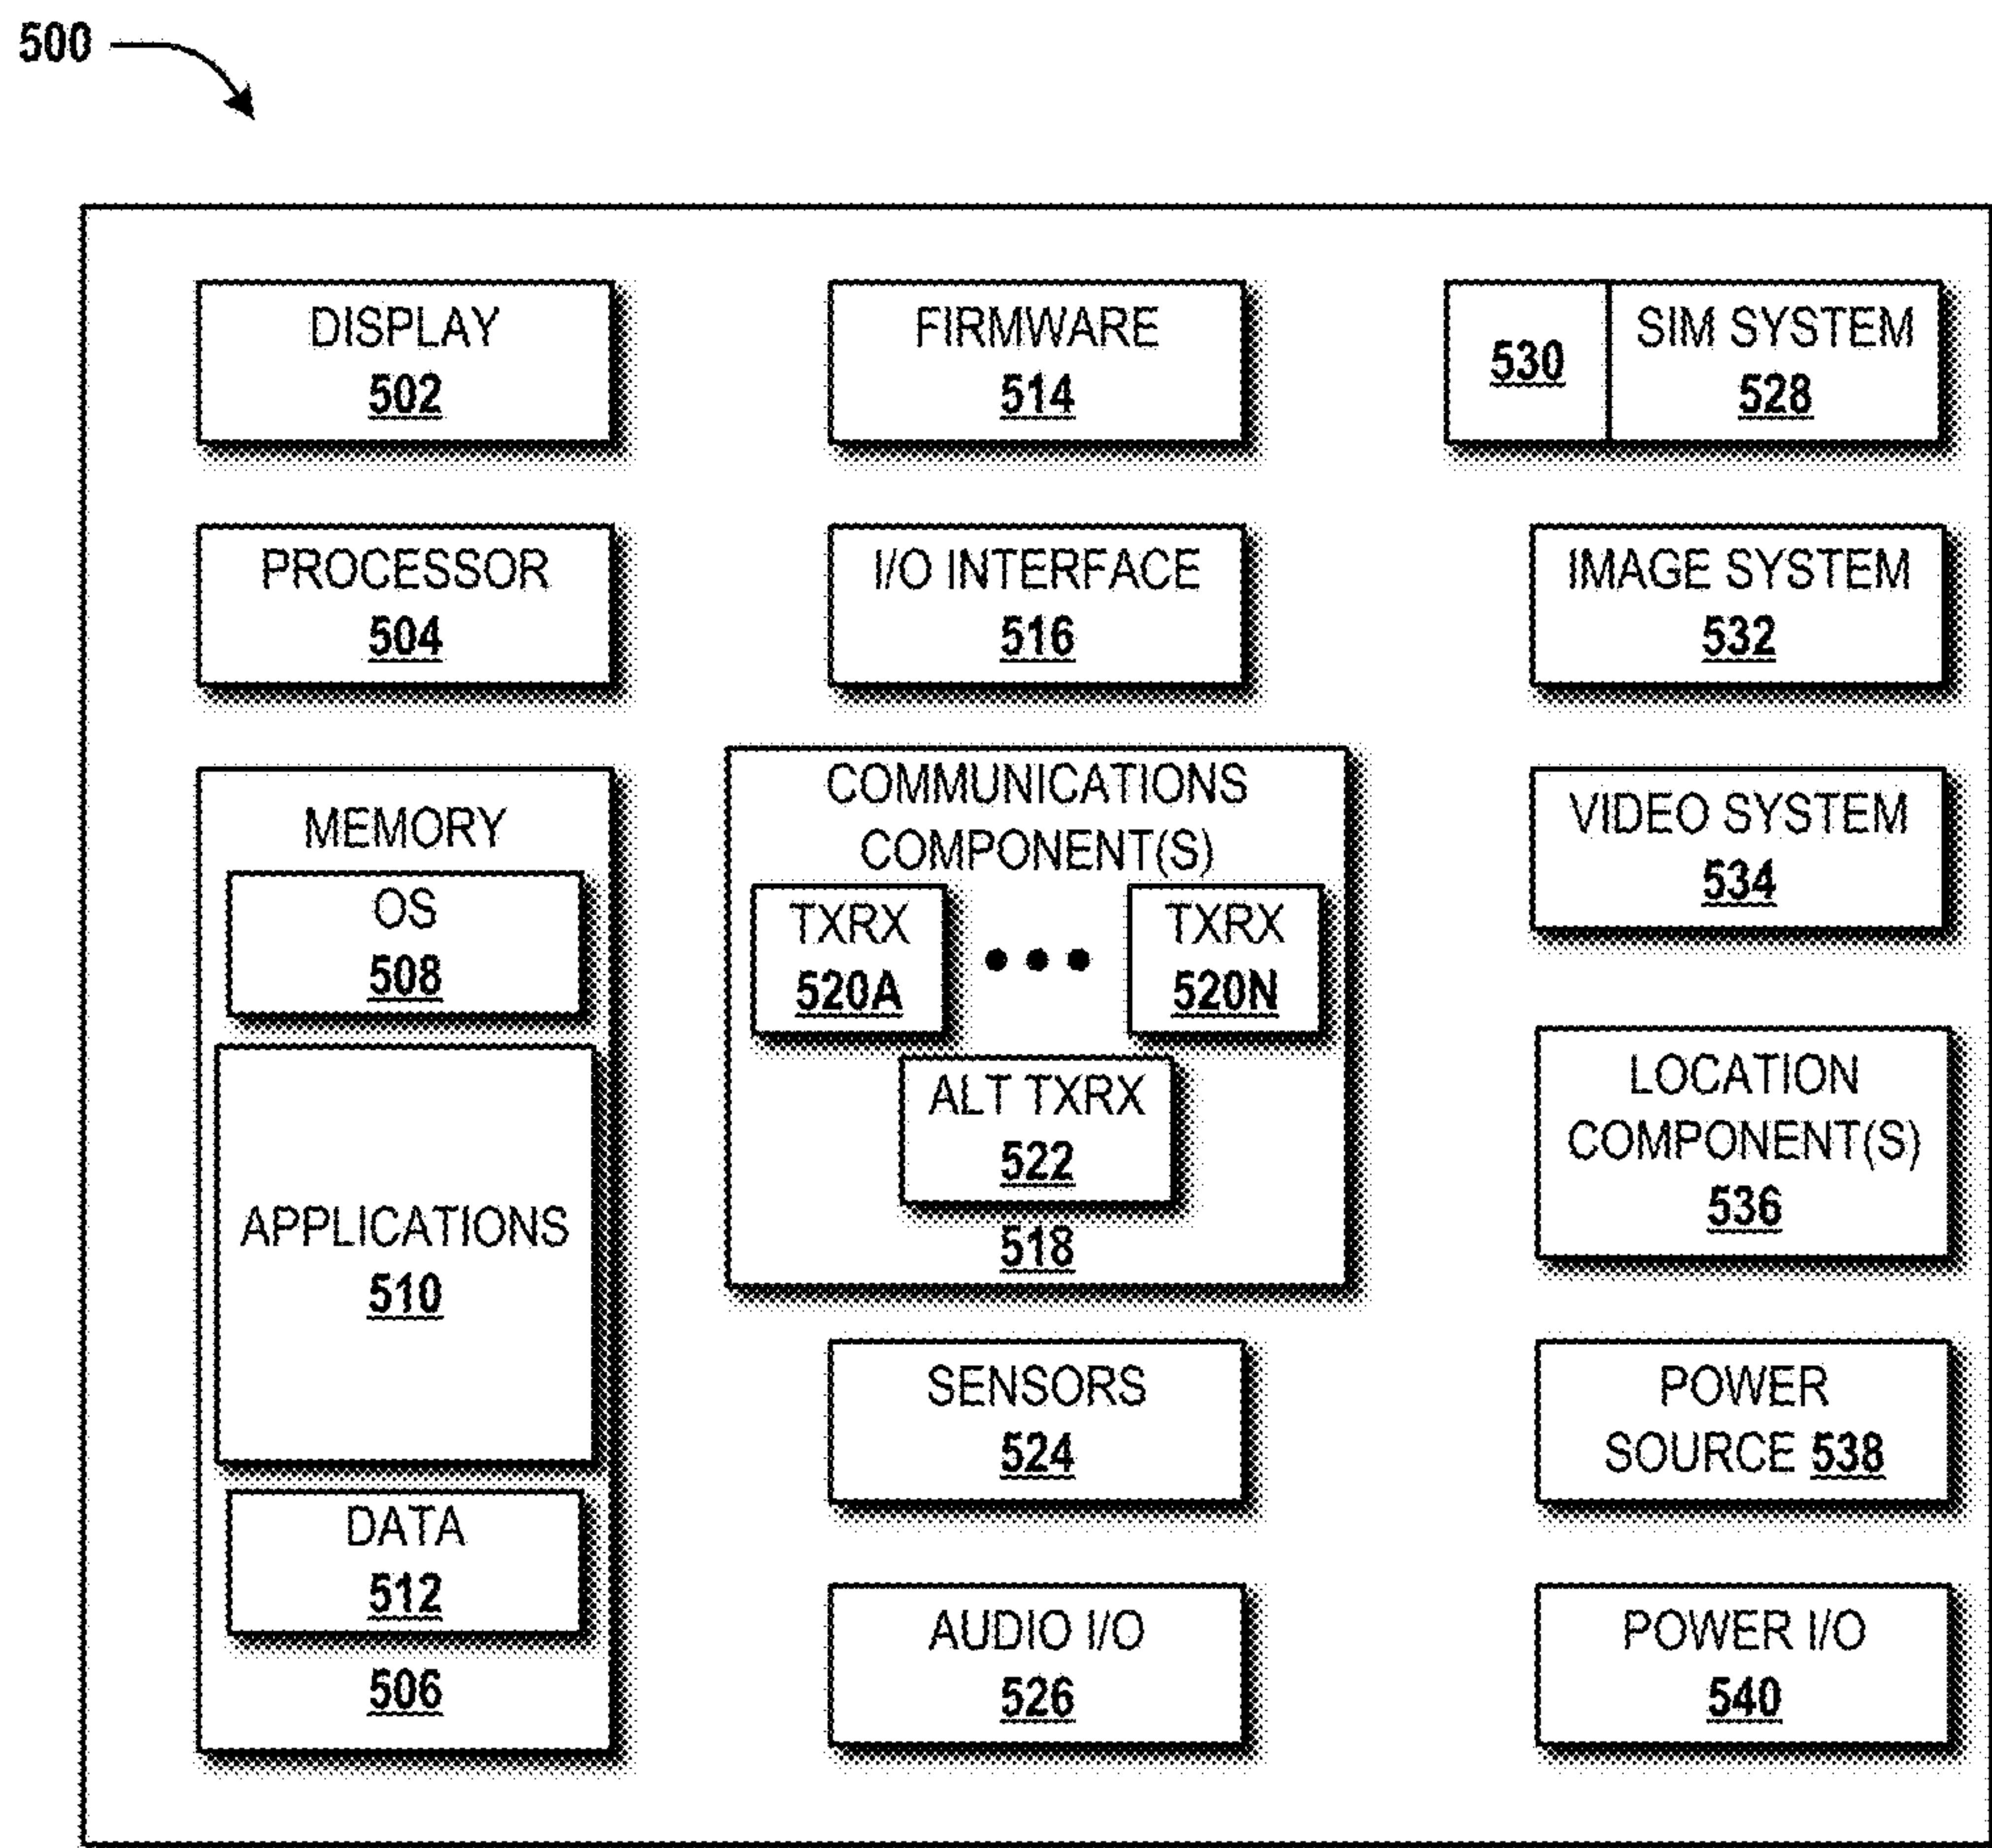 500
DISPLAY
502
PROCESSOR
504
MEMORY
OS
508
APPLICATIONS
510
DATA
512
506
FIRMWARE
514
I/O INTERFACE
516
COMMUNICATIONS
COMPONENT(S)
TXRX
520A
TXRX
520N
ALT TXRX
522
518
SENSORS
524
AUDIO I/O
526
530
SIM SYSTEM
528
IMAGE SYSTEM
532
VIDEO SYSTEM
534
LOCATION
COMPONENT(S)
536
POWER
SOURCE 538
POWER I/O
540